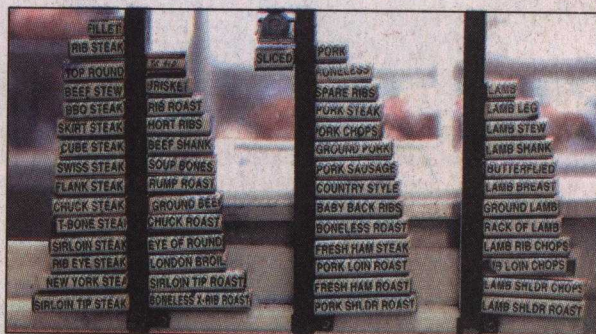 FILLET
RIB STEAK
TOP ROUND
BEEF STEW
BBQ STEAK
SKIRT STEAK
CUBE STEAK
SWISS STEAK
FLANK STEAK
CHUCK STEAK
T-BONE STEAK
SIRLOIN STEAK
RIB EYE STEAK
NEW YORK STEA
SIRLOIN TIP STEAK
BRISKET
RIB ROAST
SHORT RIBS
BEEF SHANK
SOUP BONES
RUMP ROAST
GROUND BEEF
CHUCK ROAST
EYE OF ROUND
LONDON BROIL
SIRLOIN TIP ROAST
BONELESS X-RIB ROAST
SLICED
PORK
BONELESS
SPARE RIBS
PORK STEAK
PORK CHOPS
GROUND PORK
PORK SAUSAGE
COUNTRY STYLE
BABY BACK RIBS
BONELESS ROAST
FRESH HAM STEAK
PORK LOIN ROAST
FRESH HAM ROAST
PORK SHLDR ROAST
LAMB
LAMB LEG
LAMB STEW
LAMB SHANK
BUTTERFLIED
LAMB BREAST
GROUND LAMB
RACK OF LAMB
LAMB RIB CHOPS
LOIN CHOPS
LAMB SHLDR CHOPS
LAMB SHLDR ROAST